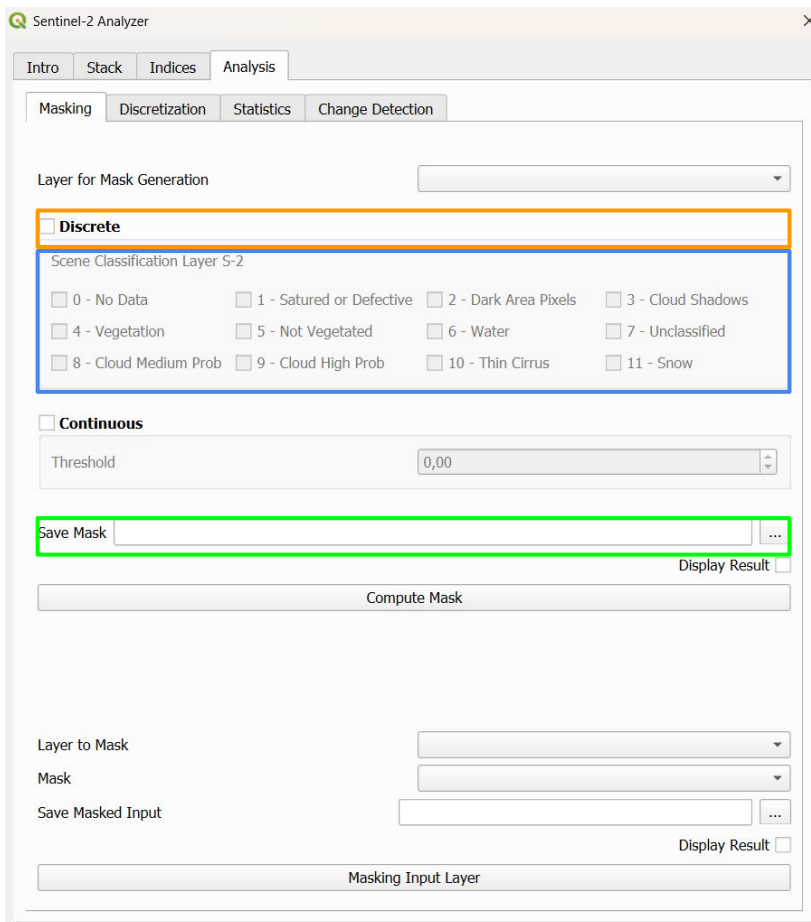 Sentinel-2 Analyzer
Intro Stack Indices Analysis
Masking Discretization Statistics Change Detection
Layer for Mask Generation
Discrete
Scene Classification Layer S-2
0 - No Data 1 - Satured or Defective 2 - Dark Area Pixels 3 - Cloud Shadows
4 - Vegetation 5 - Not Vegetated 6 - Water 7 - Unclassified
8 - Cloud Medium Prob 9 - Cloud High Prob 10 - Thin Cirrus 11 - Snow
Continuous
Threshold 0,00
Save Mask ...
Display Result
Compute Mask
Layer to Mask
Mask
Save Masked Input ...
Display Result
Masking Input Layer